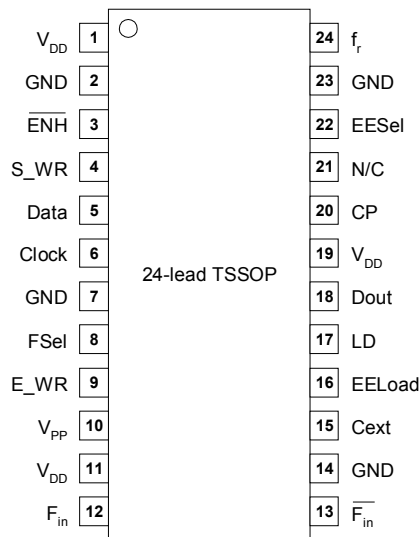 V_DD 1 24 f_r
GND 2 23 GND
E̅N̅H̅ 3 22 EESel
S_WR 4 21 N/C
Data 5 20 CP
Clock 6 19 V_DD
24-lead TSSOP
GND 7 18 Dout
FSel 8 17 LD
E_WR 9 16 EELoad
V_PP 10 15 Cext
V_DD 11 14 GND
F_in 12 13 F̅_i̅n̅